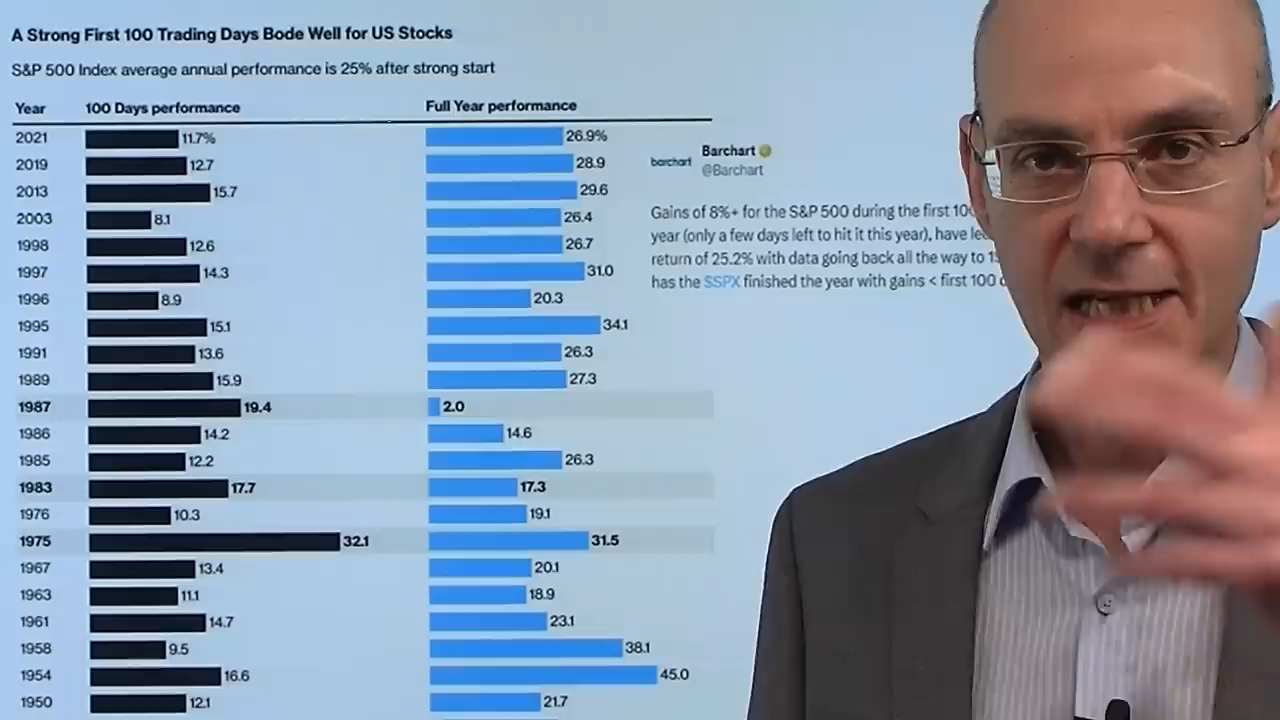 A Strong First 100 Trading Days Bode Well for US Stocks
S&P 500 Index average annual performance is 25% after strong start
Year 100 Days performance Full Year performance
2021 11.7% 26.9%
2019 12.7 28.9
2013 15.7 29.6
2003 8.1 26.4
1998 12.6 26.7
1997 14.3 31.0
1996 8.9 20.3
1995 15.1 34.1
1991 13.6 26.3
1989 15.9 27.3
1987 19.4 2.0
1986 14.2 14.6
1985 12.2 26.3
1983 17.7 17.3
1976 10.3 19.1
1975 32.1 31.5
1967 13.4 20.1
1963 11.1 18.9
1961 14.7 23.1
1958 9.5 38.1
1954 16.6 45.0
1950 12.1 21.7
barchart
Barchart
@Barchart
Gains of 8%+ for the S&P 500 during the first
year (only a few days left to hit it this year), have
return of 25.2% with data going back all the way to
has the $SPX finished the year with gains < first 100